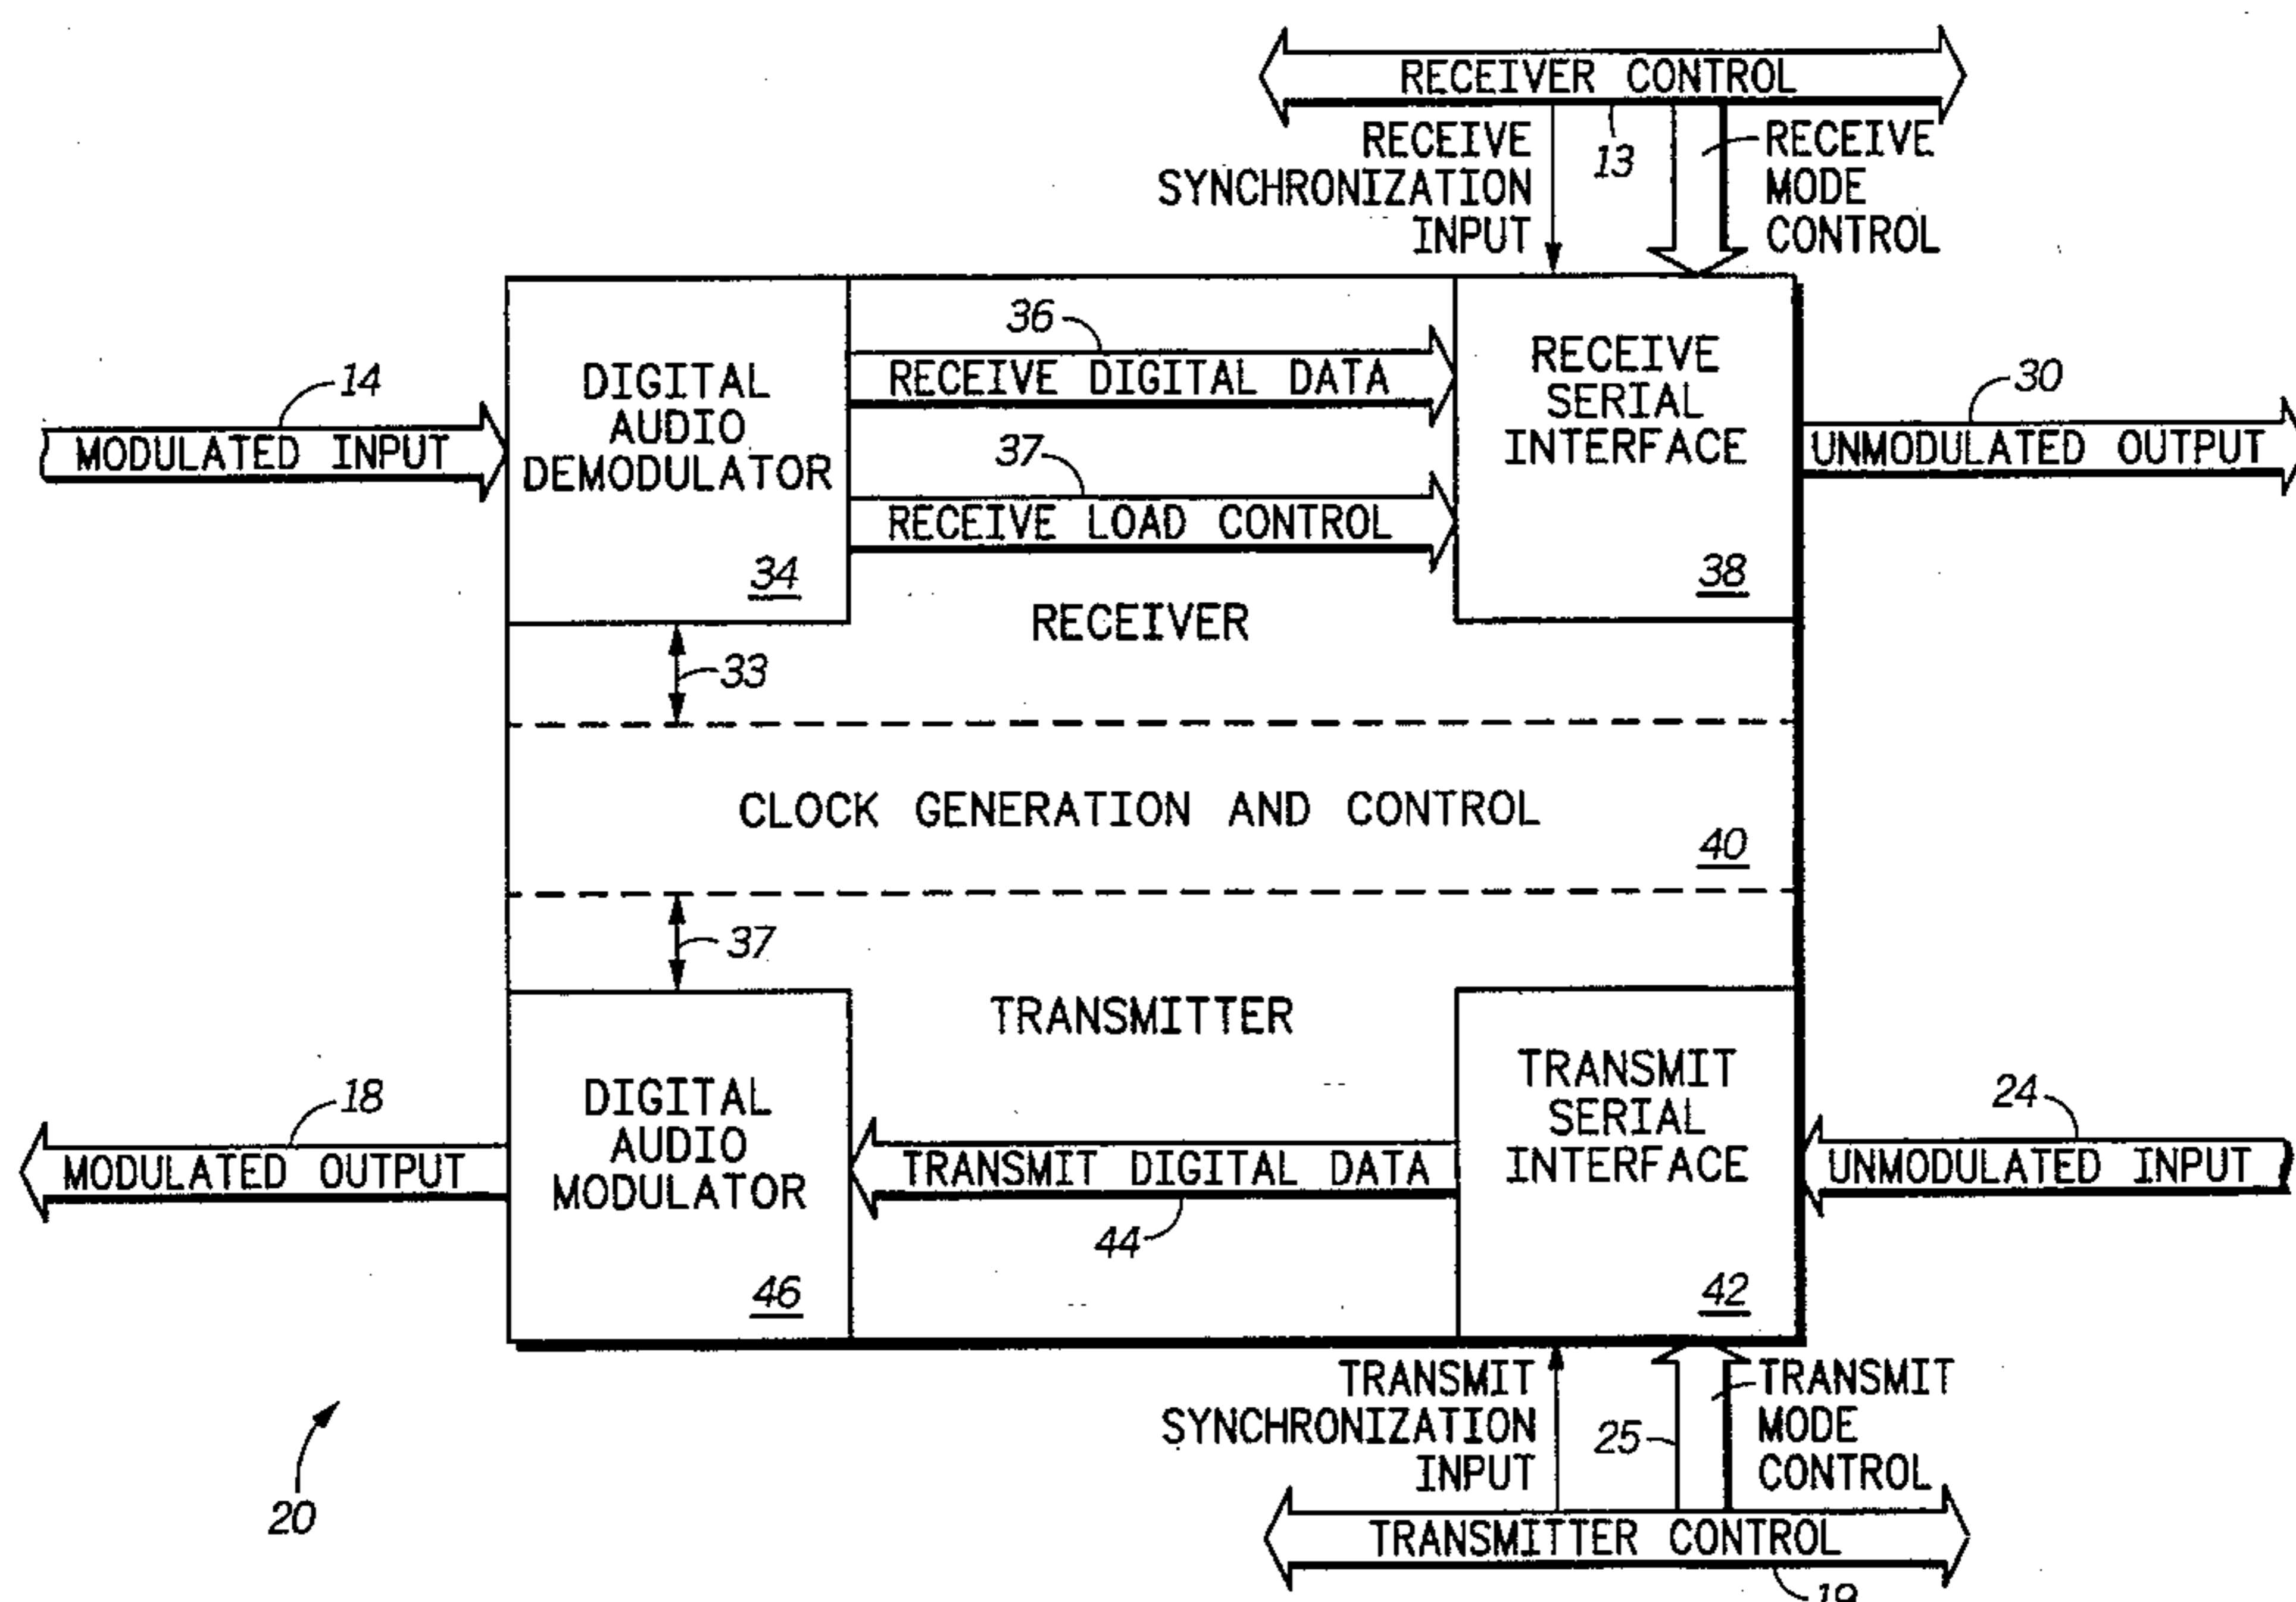 RECEIVER CONTROL
RECEIVE
SYNCHRONIZATION
INPUT
13
RECEIVE
MODE
CONTROL
14
MODULATED INPUT
DIGITAL
AUDIO
DEMODULATOR
34
36
RECEIVE DIGITAL DATA
37
RECEIVE LOAD CONTROL
RECEIVE
SERIAL
INTERFACE
38
30
UNMODULATED OUTPUT
RECEIVER
33
CLOCK GENERATION AND CONTROL
40
37
TRANSMITTER
18
MODULATED OUTPUT
DIGITAL
AUDIO
MODULATOR
46
TRANSMIT DIGITAL DATA
44
TRANSMIT
SERIAL
INTERFACE
42
24
UNMODULATED INPUT
TRANSMIT
SYNCHRONIZATION
INPUT
25
TRANSMIT
MODE
CONTROL
20
TRANSMITTER CONTROL
19